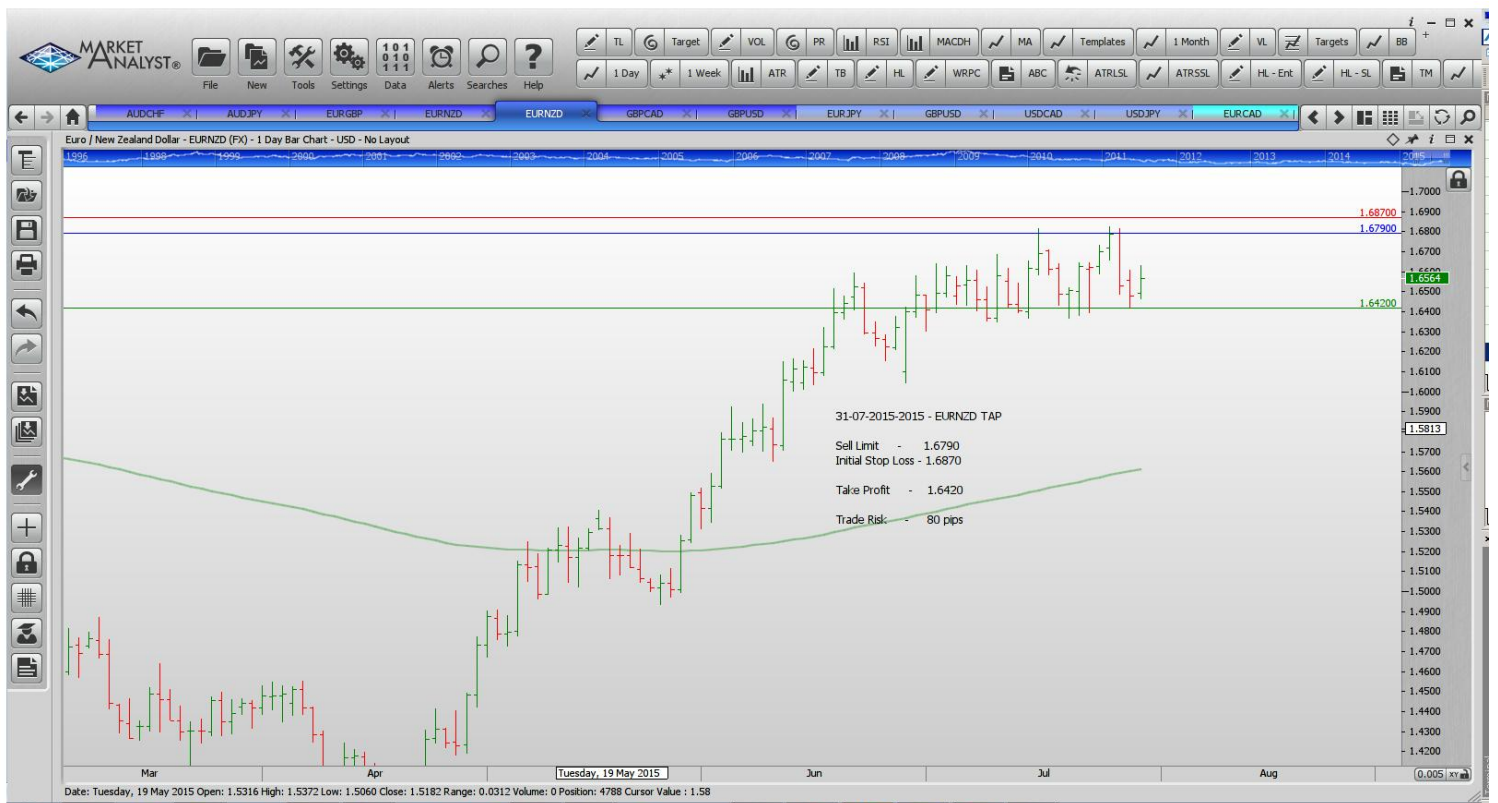 MARKET
ANALYST®
File New Tools Settings Data Alerts Searches Help
TL Target VOL PR RSI MACDH MA Templates 1 Month VL Targets BB
1 Day 1 Week ATR TB HL WRPC ABC ATRLSL ATRSSL HL - Ent HL - SL TM
AUDCHF AUDJPY EURGBP EURNZD EURNZD GBPCAD GBPUSD EURJPY GBPUSD USDCAD USDJPY EURCAD
Euro / New Zealand Dollar - EURNZD (FX) - 1 Day Bar Chart - USD - No Layout
1996 1998 1999 2000 2001 2002 2003 2004 2005 2006 2007 2008 2009 2010 2011 2012 2013 2014 2015
1.7000
1.68700
1.6900
1.67900
1.6800
1.6700
1.6600
1.6564
1.6500
1.64200
1.6400
1.6300
1.6200
1.6100
1.6000
1.5900
31-07-2015-2015 - EURNZD TAP
1.5813
Sell Limit - 1.6790
Initial Stop Loss - 1.6870
1.5700
1.5600
Take Profit - 1.6420
1.5500
1.5400
Trade Risk - 80 pips
1.5300
1.5200
1.5100
1.5000
1.4900
1.4800
1.4700
1.4600
1.4500
1.4400
1.4300
1.4200
Mar Apr Tuesday, 19 May 2015 Jun Jul Aug 0.005 XY
Date: Tuesday, 19 May 2015 Open: 1.5316 High: 1.5372 Low: 1.5060 Close: 1.5182 Range: 0.0312 Volume: 0 Position: 4788 Cursor Value : 1.58